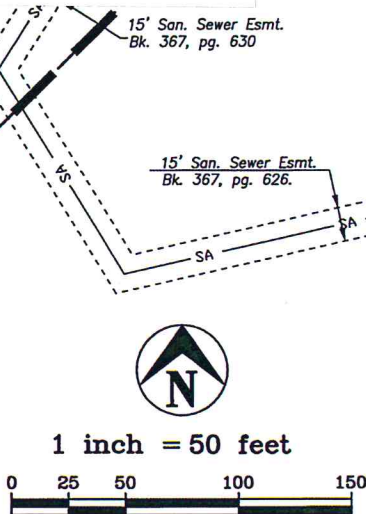 SA
15' San. Sewer Esmt.
Bk. 367, pg. 630
15' San. Sewer Esmt.
Bk. 367, pg. 626.
SA
SA
SA
N
1 inch = 50 feet
0 25 50 100 150